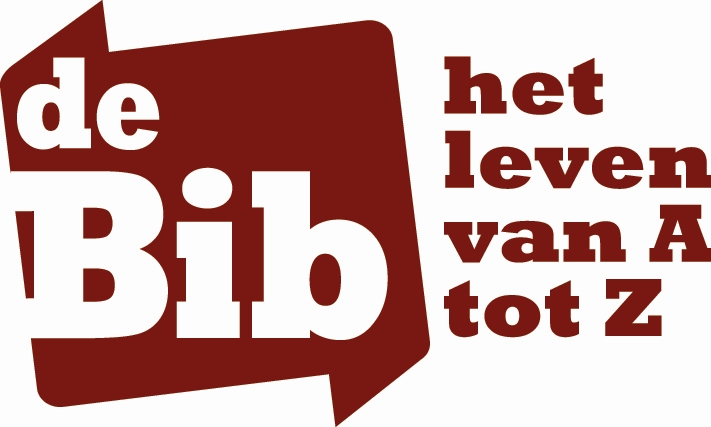 de
Bib
het
leven
van A
tot Z